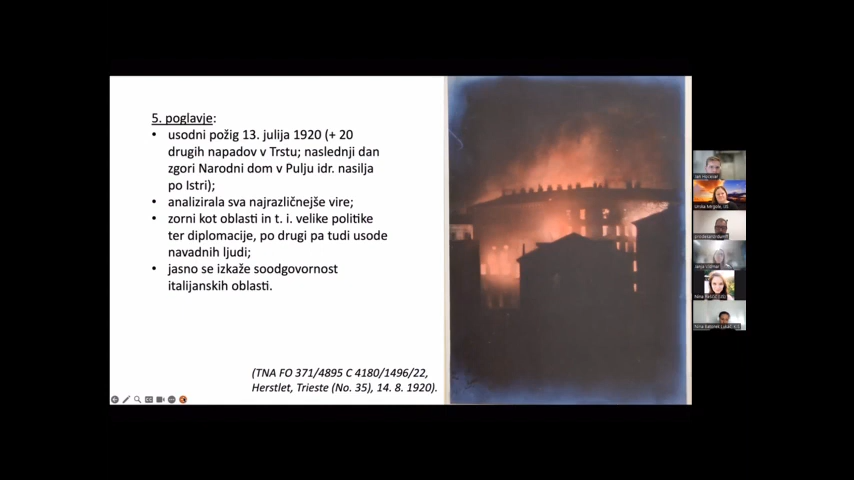 5. poglavje:
• usodni požig 13. julija 1920 (+ 20
drugih napadov v Trstu; naslednji dan
zgori Narodni dom v Pulju idr. nasilja
po Istri);
• analizirala sva najrazličnejše vire;
• zorni kot oblasti in t. i. velike politike
ter diplomacije, po drugi pa tudi usode
navadnih ljudi;
• jasno se izkaže soodgovornost
italijanskih oblasti.
(TNA FO 371/4895 C 4180/1496/22,
Herstlet, Trieste (No. 35), 14. 8. 1920).